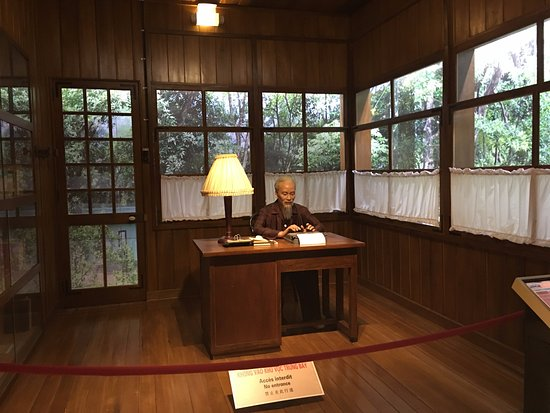 KHÔNG VÀO KHU VỰC TRƯNG BÀY
Accès interdit
No entrance